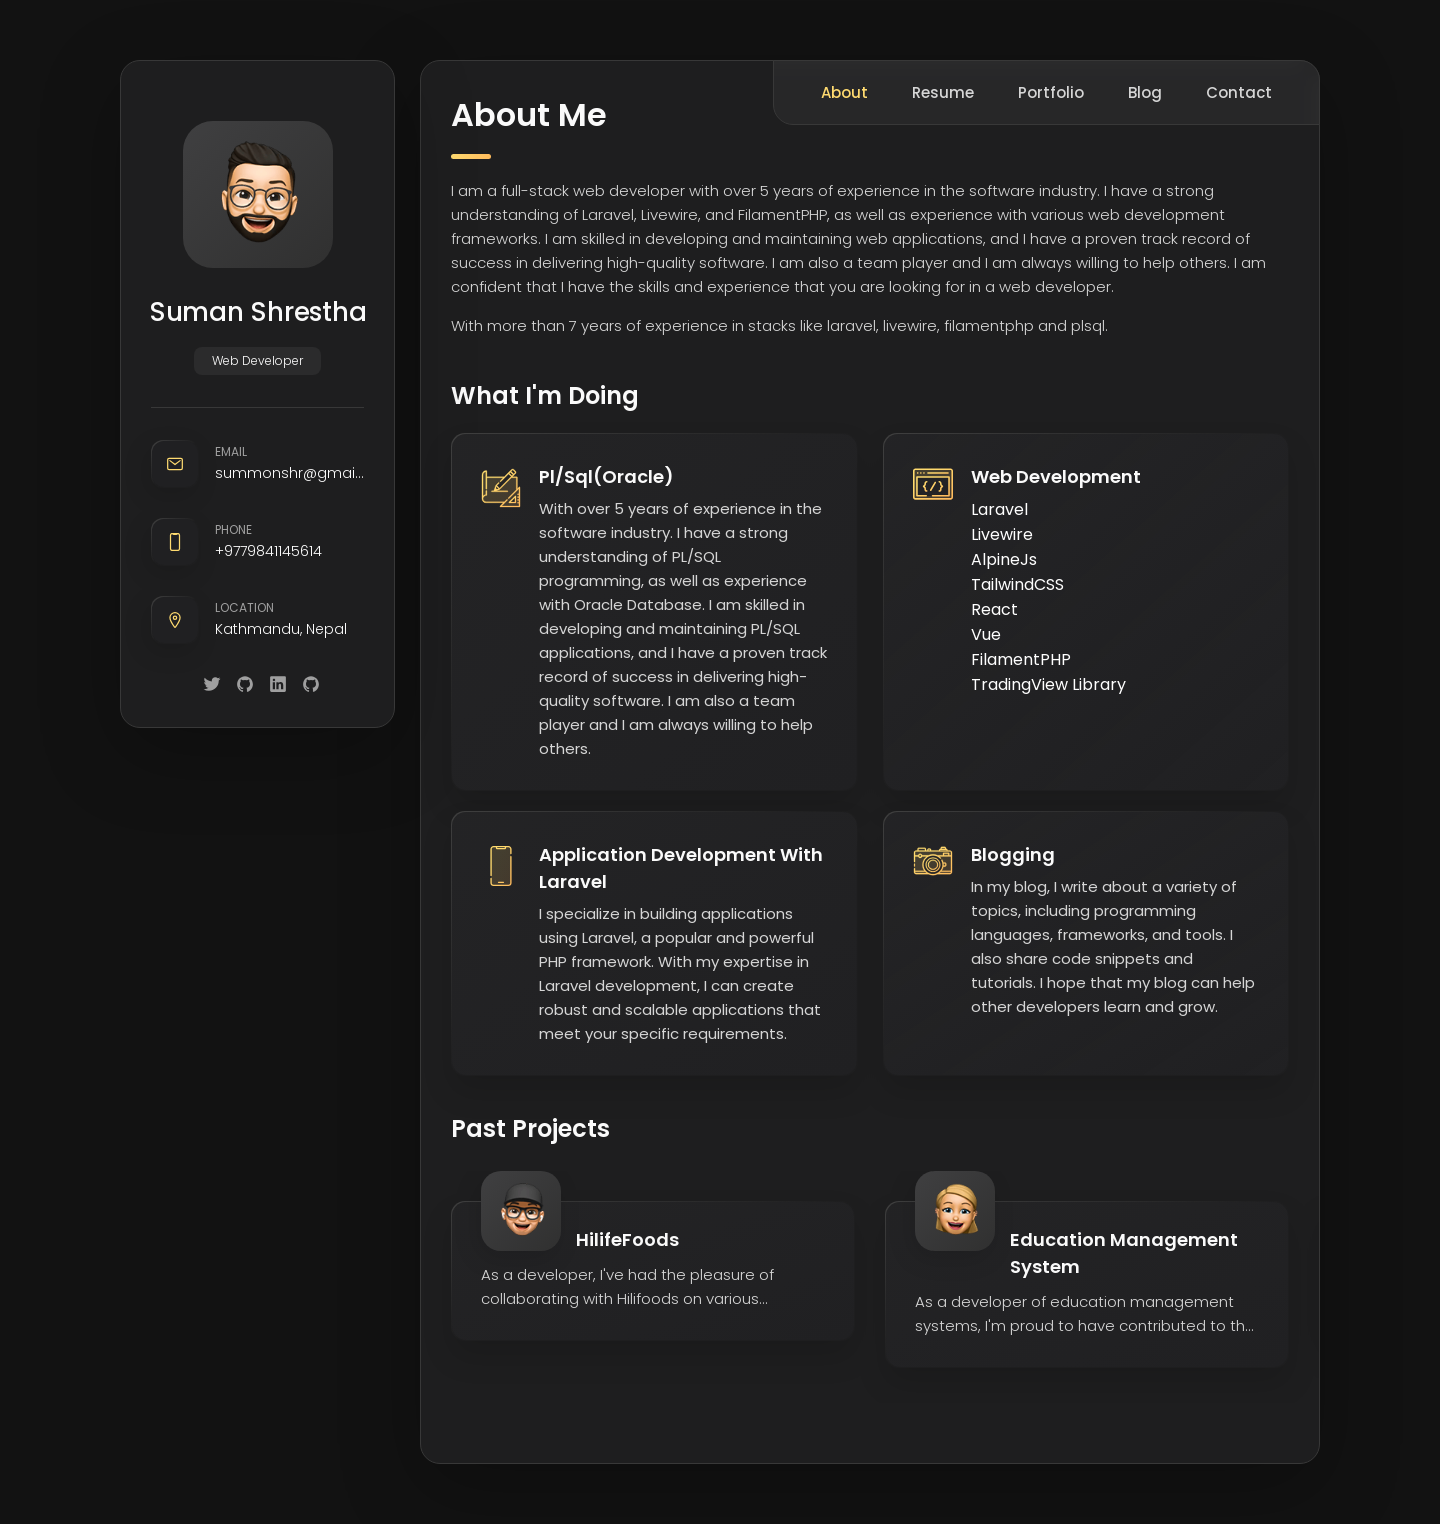 Suman Shrestha
Web Developer
EMAIL
summonshr@gmai...
PHONE
+9779841145614
LOCATION
Kathmandu, Nepal
About
Resume
Portfolio
Blog
Contact
About Me
I am a full-stack web developer with over 5 years of experience in the software industry. I have a strong
understanding of Laravel, Livewire, and FilamentPHP, as well as experience with various web development
frameworks. I am skilled in developing and maintaining web applications, and I have a proven track record of
success in delivering high-quality software. I am also a team player and I am always willing to help others. I am
confident that I have the skills and experience that you are looking for in a web developer.
With more than 7 years of experience in stacks like laravel, livewire, filamentphp and plsql.
What I'm Doing
Pl/Sql(Oracle)
With over 5 years of experience in the
software industry. I have a strong
understanding of PL/SQL
programming, as well as experience
with Oracle Database. I am skilled in
developing and maintaining PL/SQL
applications, and I have a proven track
record of success in delivering high-
quality software. I am also a team
player and I am always willing to help
others.
Web Development
Laravel
Livewire
AlpineJs
TailwindCSS
React
Vue
FilamentPHP
TradingView Library
Application Development With
Laravel
I specialize in building applications
using Laravel, a popular and powerful
PHP framework. With my expertise in
Laravel development, I can create
robust and scalable applications that
meet your specific requirements.
Blogging
In my blog, I write about a variety of
topics, including programming
languages, frameworks, and tools. I
also share code snippets and
tutorials. I hope that my blog can help
other developers learn and grow.
Past Projects
HilifeFoods
As a developer, I've had the pleasure of
collaborating with Hilifoods on various...
Education Management
System
As a developer of education management
systems, I'm proud to have contributed to th...